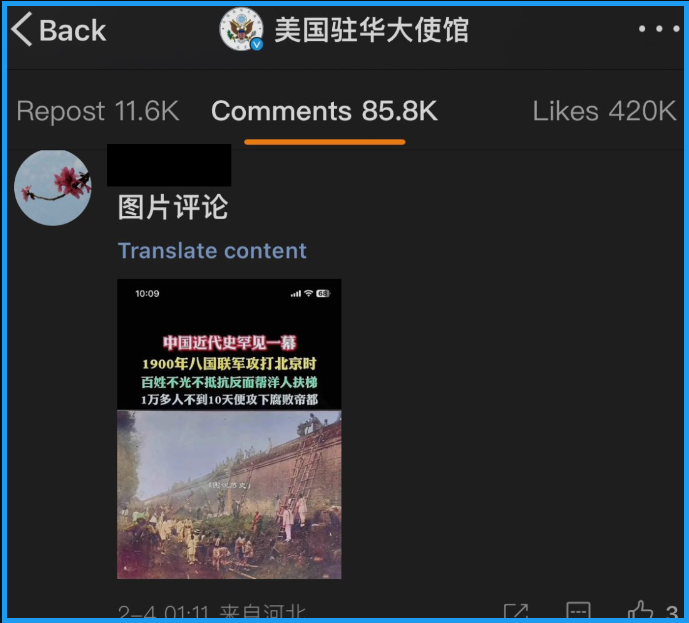 Back
美国驻华大使馆
Repost 11.6K
Comments 85.8K
Likes 420K
图片评论
Translate content
10:09
68
中国近代史罕见一幕
1900年八国联军攻打北京时
百姓不光不抵抗反而帮洋人扶梯
1万多人不到10天便攻下腐败帝都
2-4 01:11 来自河北
3